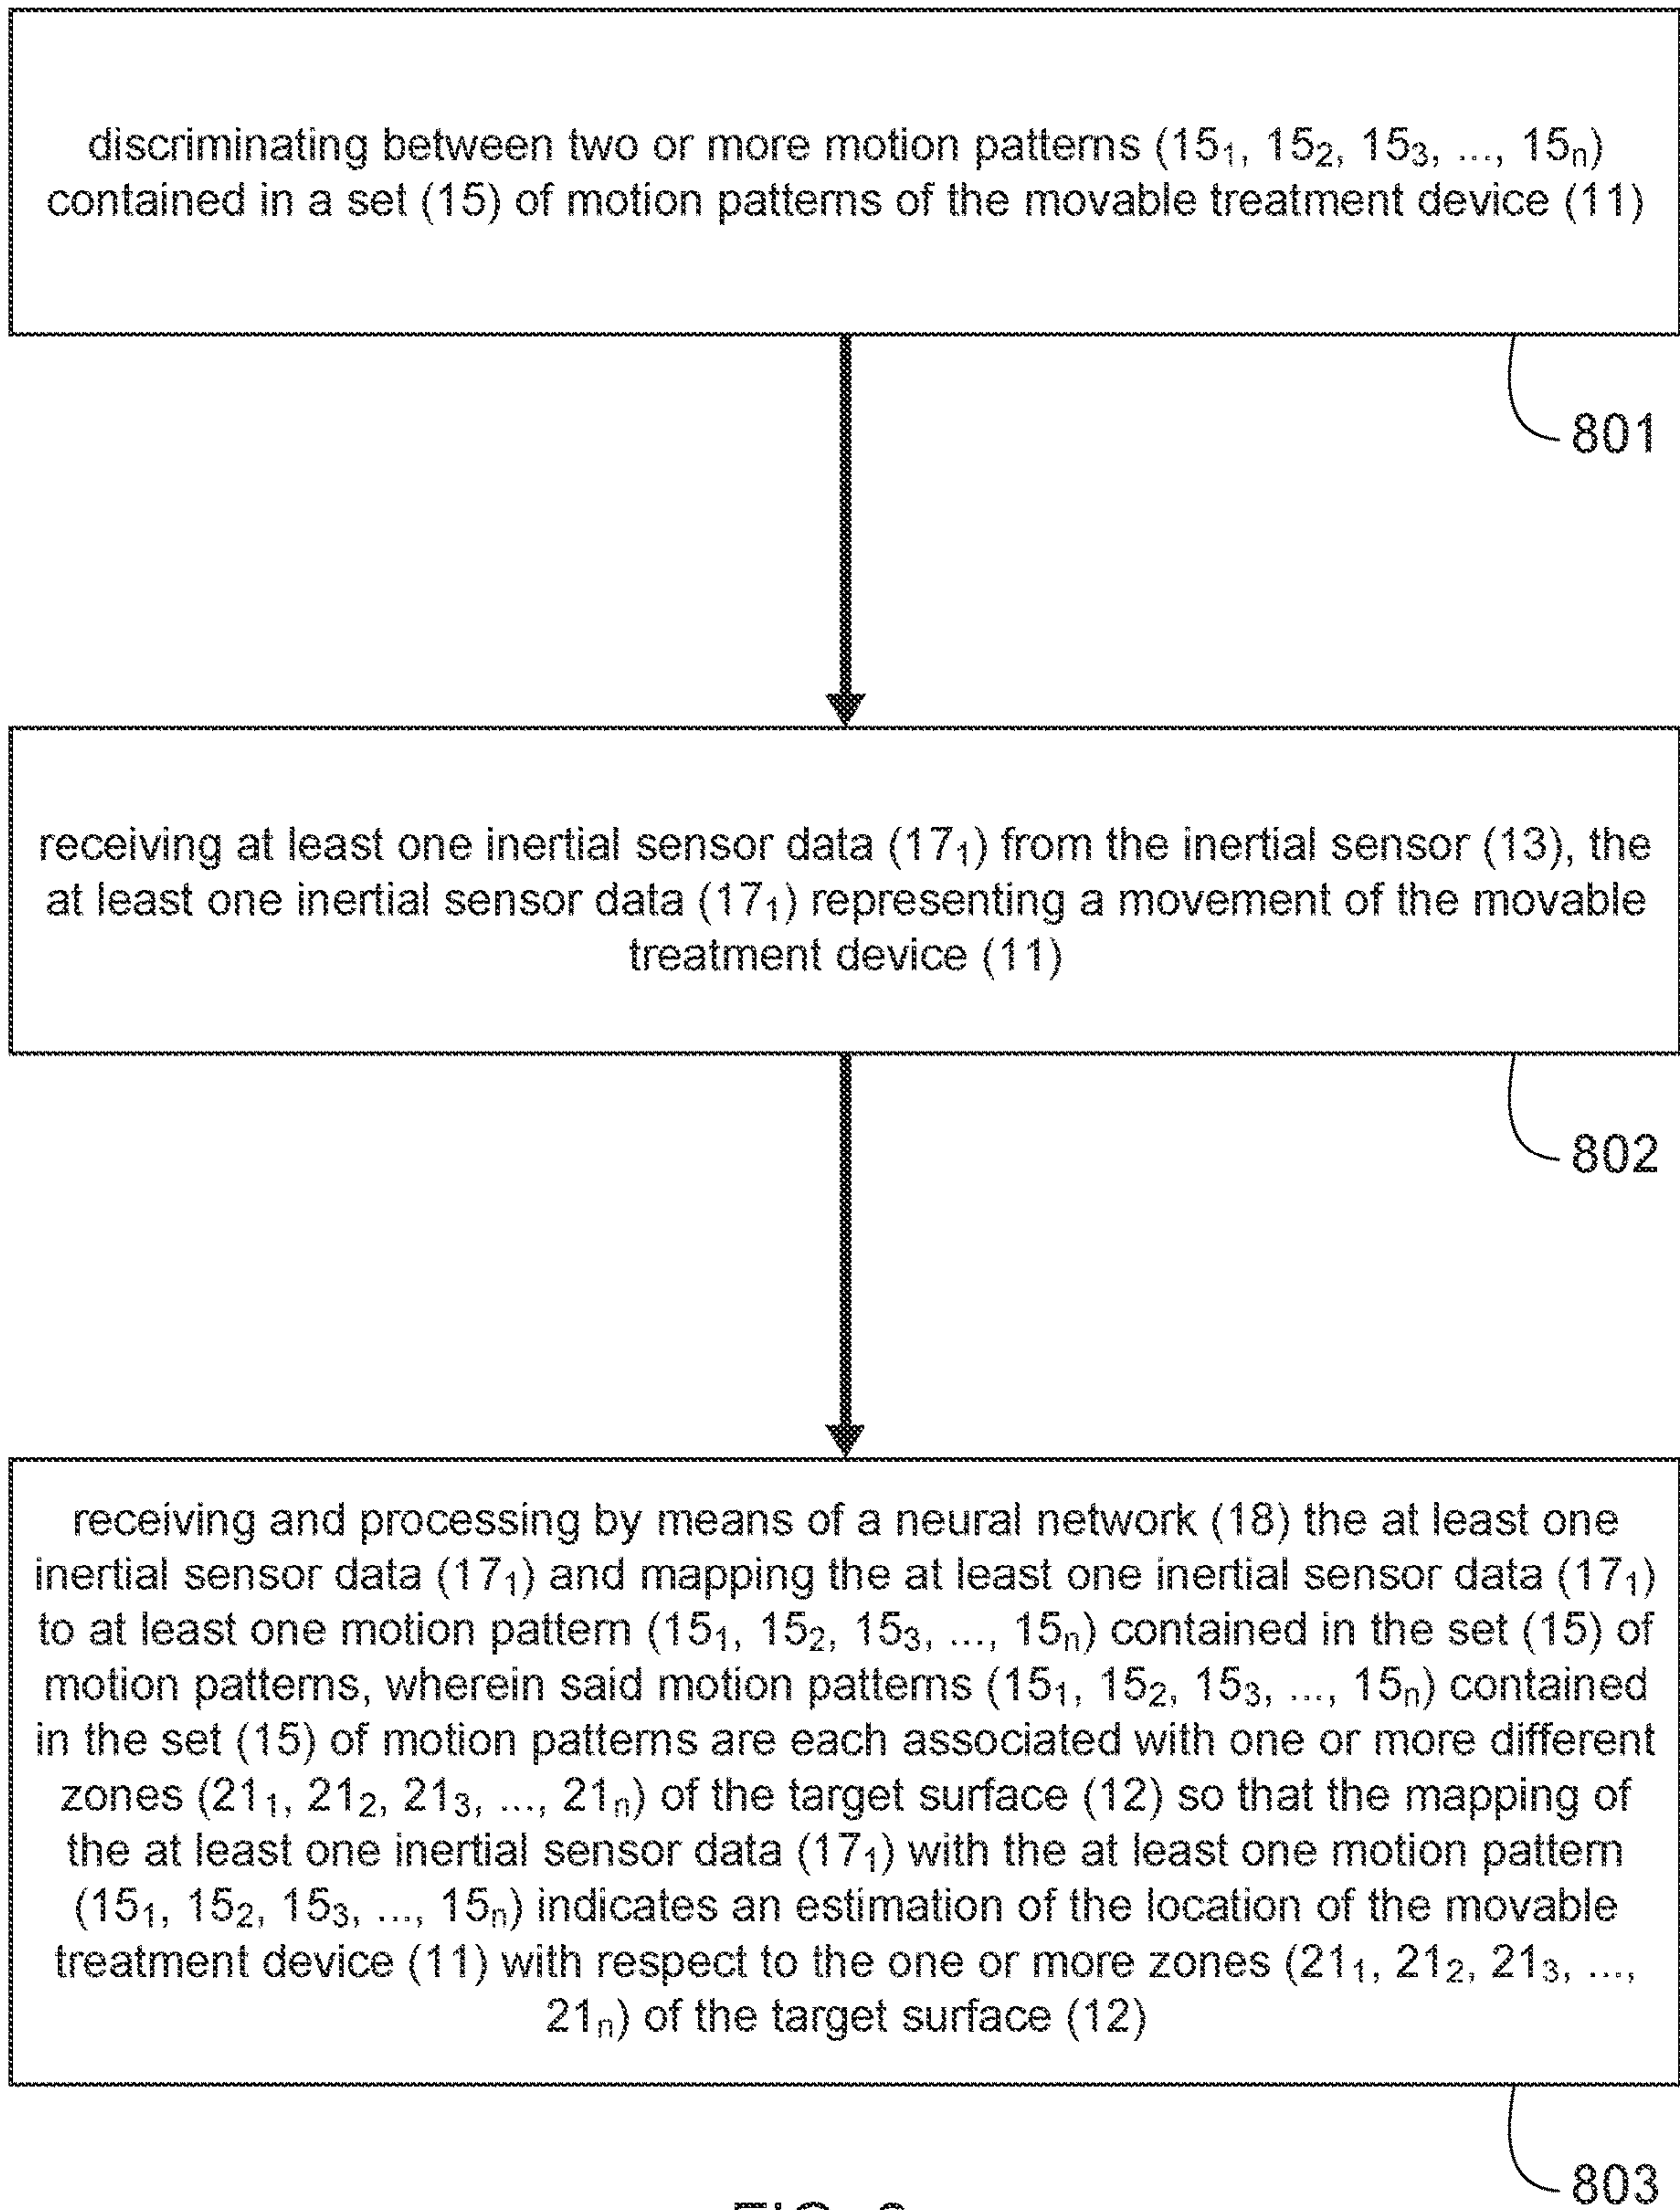 discriminating between two or more motion patterns (15₁, 15₂, 15₃, ..., 15ₙ)
contained in a set (15) of motion patterns of the movable treatment device (11)
801
receiving at least one inertial sensor data (17₁) from the inertial sensor (13), the
at least one inertial sensor data (17₁) representing a movement of the movable
treatment device (11)
802
receiving and processing by means of a neural network (18) the at least one
inertial sensor data (17₁) and mapping the at least one inertial sensor data (17₁)
to at least one motion pattern (15₁, 15₂, 15₃, ..., 15ₙ) contained in the set (15) of
motion patterns, wherein said motion patterns (15₁, 15₂, 15₃, ..., 15ₙ) contained
in the set (15) of motion patterns are each associated with one or more different
zones (21₁, 21₂, 21₃, ..., 21ₙ) of the target surface (12) so that the mapping of
the at least one inertial sensor data (17₁) with the at least one motion pattern
(15₁, 15₂, 15₃, ..., 15ₙ) indicates an estimation of the location of the movable
treatment device (11) with respect to the one or more zones (21₁, 21₂, 21₃, ...,
21ₙ) of the target surface (12)
803